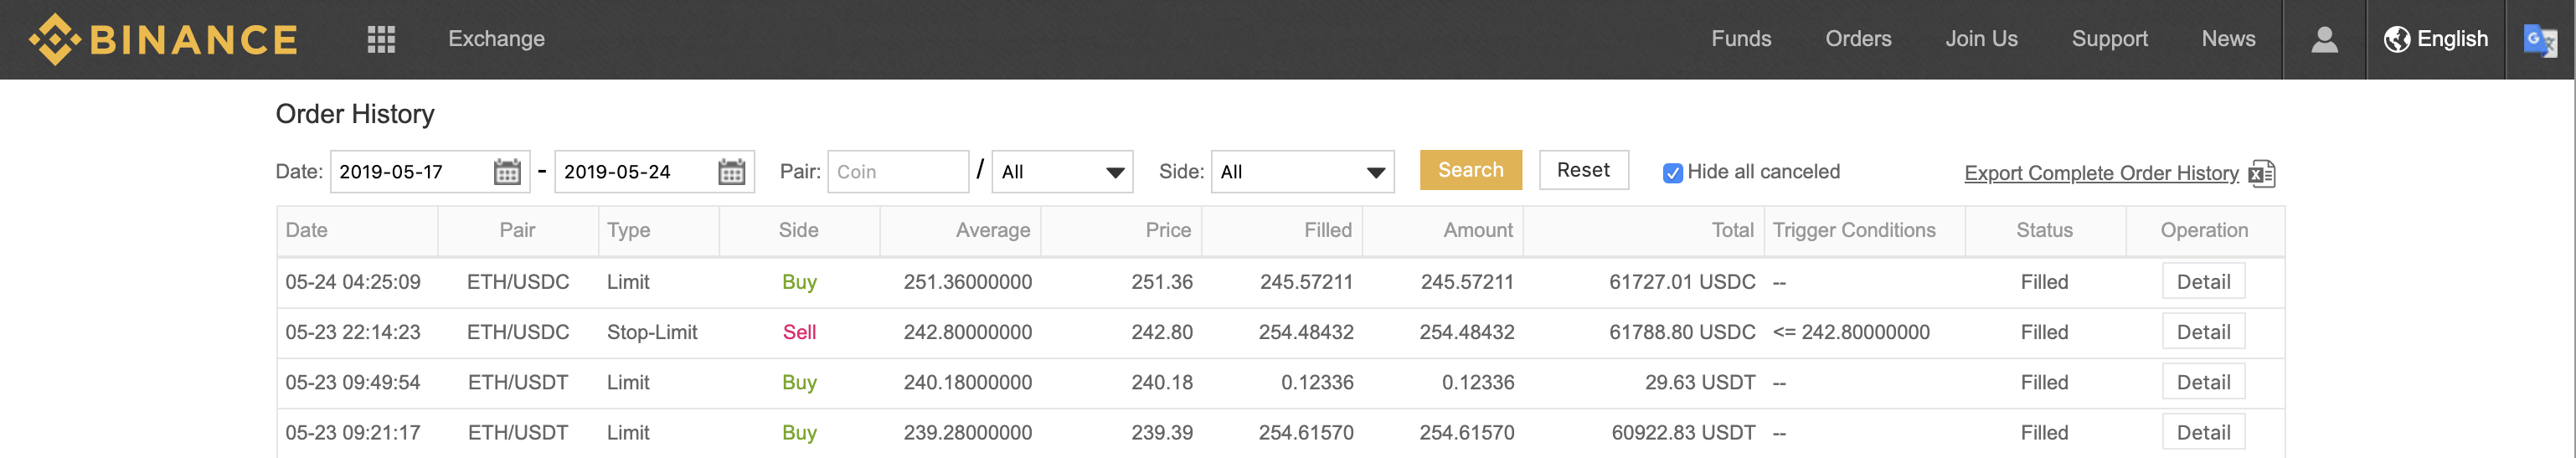 BINANCE Exchange Funds Orders Join Us Support News English
Order History
Date: 2019-05-17 - 2019-05-24 Pair: Coin / All Side: All Search Reset Hide all canceled Export Complete Order History
Date Pair Type Side Average Price Filled Amount Total Trigger Conditions Status Operation
05-24 04:25:09 ETH/USDC Limit Buy 251.36000000 251.36 245.57211 245.57211 61727.01 USDC -- Filled Detail
05-23 22:14:23 ETH/USDC Stop-Limit Sell 242.80000000 242.80 254.48432 254.48432 61788.80 USDC <= 242.80000000 Filled Detail
05-23 09:49:54 ETH/USDT Limit Buy 240.18000000 240.18 0.12336 0.12336 29.63 USDT -- Filled Detail
05-23 09:21:17 ETH/USDT Limit Buy 239.28000000 239.39 254.61570 254.61570 60922.83 USDT -- Filled Detail